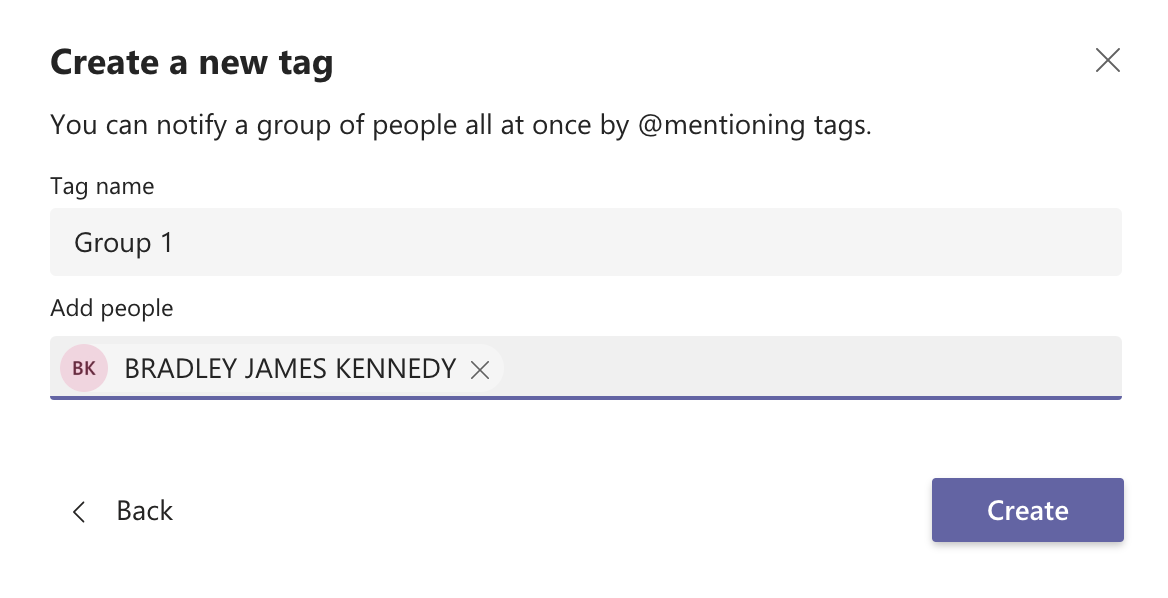 Create a new tag
You can notify a group of people all at once by @mentioning tags.
Tag name
Group 1
Add people
BK BRADLEY JAMES KENNEDY
Back
Create